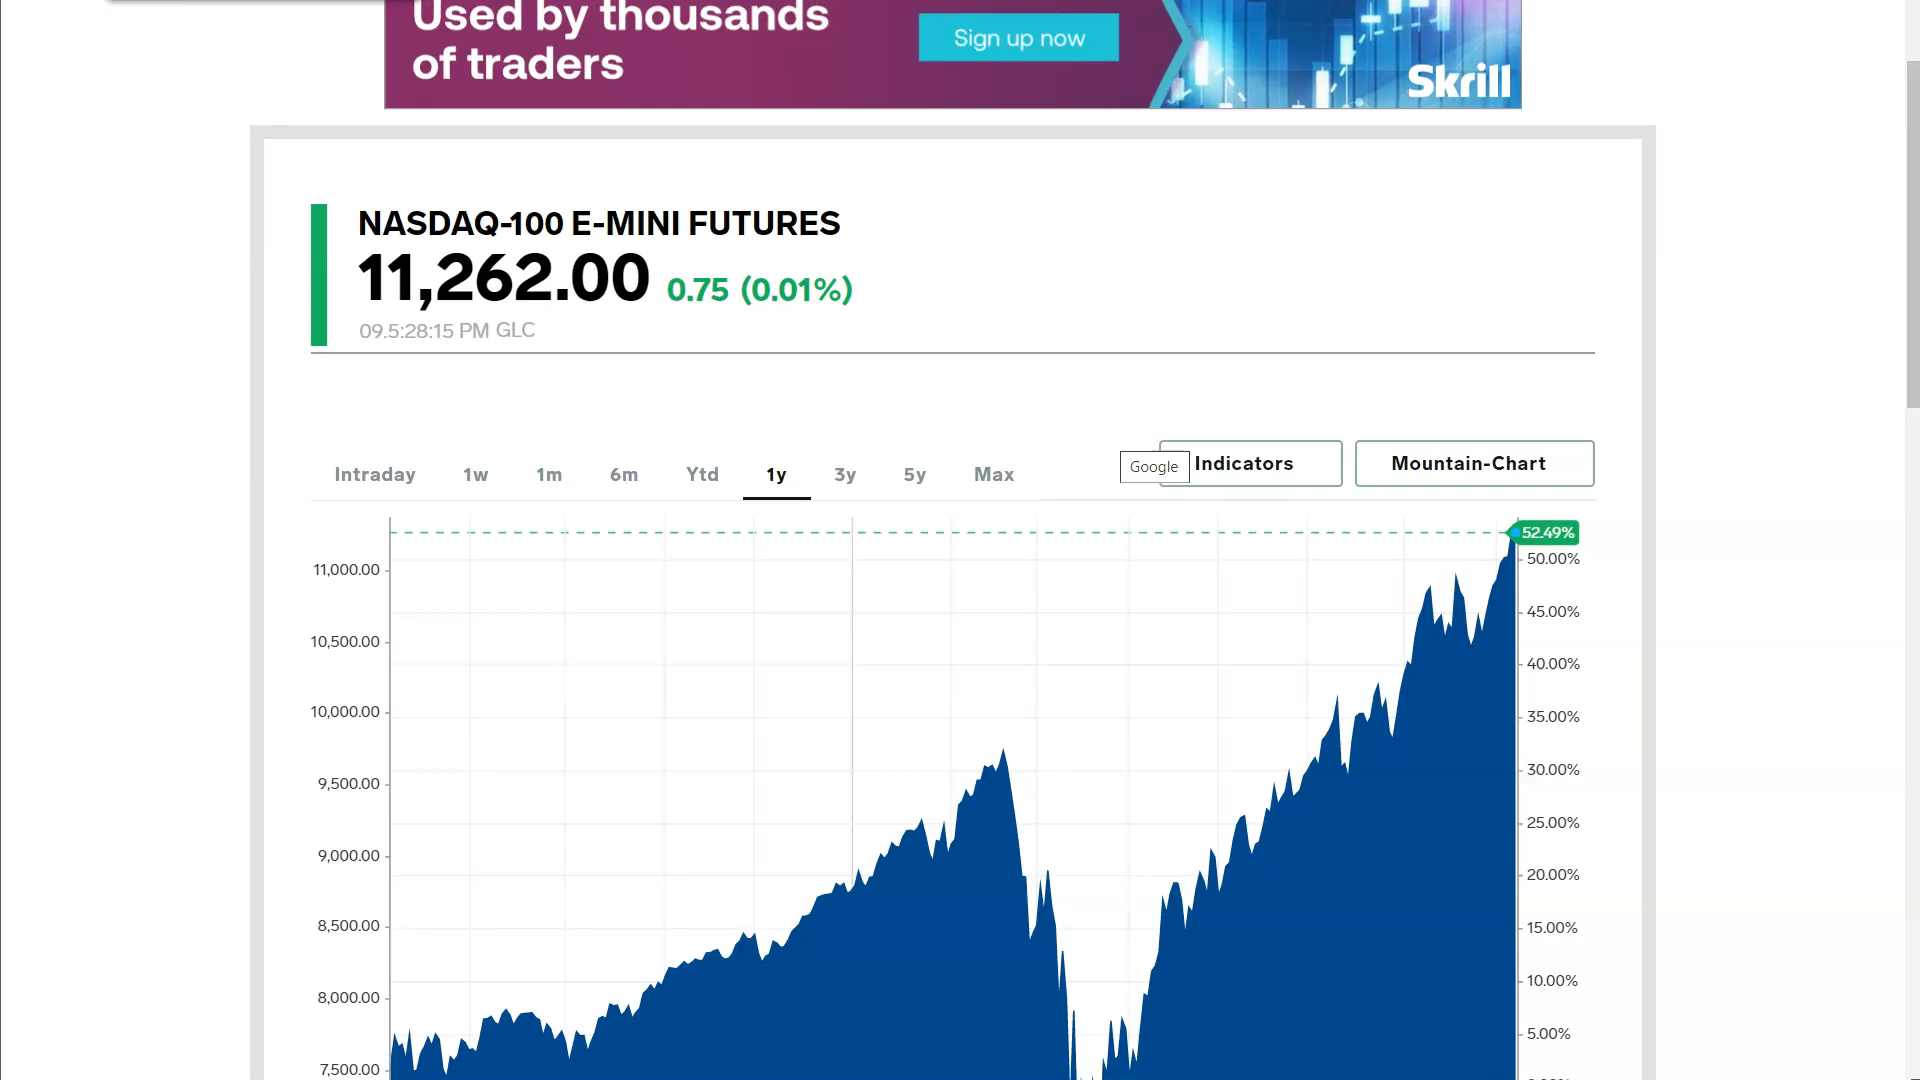 Used by thousands
of traders
Sign up now
Skrill
NASDAQ-100 E-MINI FUTURES
11,262.00 0.75 (0.01%)
09.5:28:15 PM GLC
Intraday 1w 1m 6m Ytd 1y 3y 5y Max
Google
Indicators
Mountain-Chart
52.49%
11,000.00
10,500.00
10,000.00
9,500.00
9,000.00
8,500.00
8,000.00
7,500.00
50.00%
45.00%
40.00%
35.00%
30.00%
25.00%
20.00%
15.00%
10.00%
5.00%